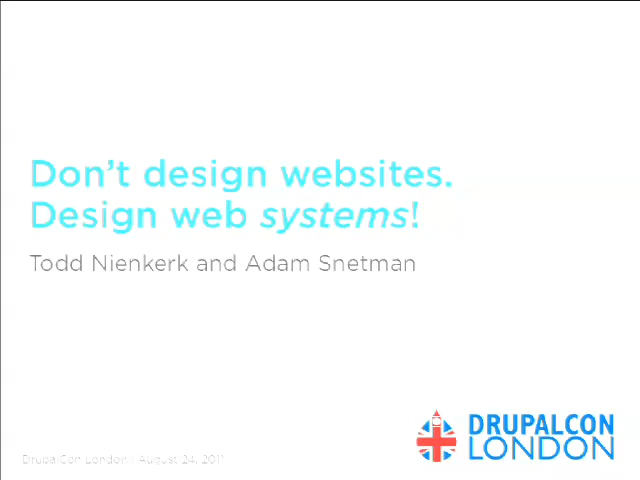 Don't design websites.
Design web systems!
Todd Nienkerk and Adam Snetman
DRUPALCON
LONDON
DrupalCon London | August 24, 2011